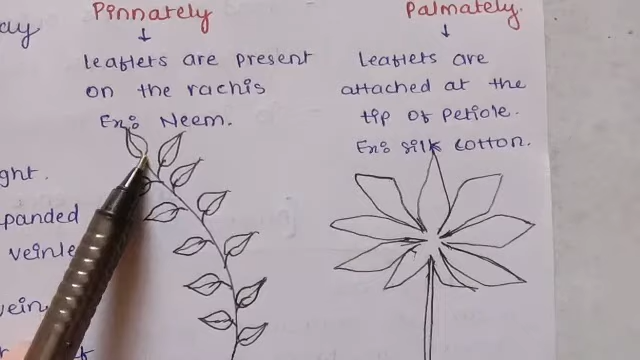 Pinnately
Palmately.
ay
leaflets are present
on the rachis
Ex: Neem.
leaflets are
attached at the
tip of petiole.
Ex: silk cotton.
ght.
panded
veinle
vein